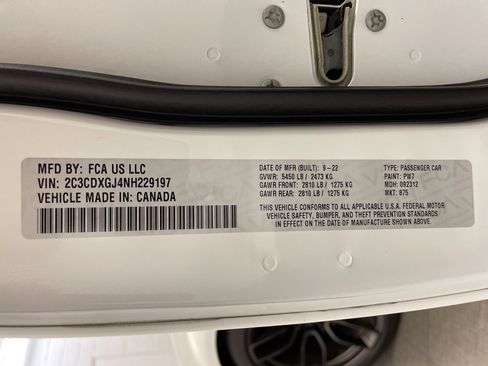 MFD BY: FCA US LLC
VIN: 2C3CDXGJ4NH229197
VEHICLE MADE IN: CANADA
DATE OF MFR (BUILT): 9-22
GVWR: 5450 LB / 2473 KG
GAWR FRONT: 2810 LB / 1275 KG
GAWR REAR: 2810 LB / 1275 KG
TYPE: PASSENGER CAR
PAINT: PW7
MDH: 092312
MKT: 875
THIS VEHICLE CONFORMS TO ALL APPLICABLE U.S.A. FEDERAL MOTOR
VEHICLE SAFETY, BUMPER, AND THEFT PREVENTION STANDARDS
IN EFFECT ON THE DATE OF MANUFACTURE SHOWN ABOVE.